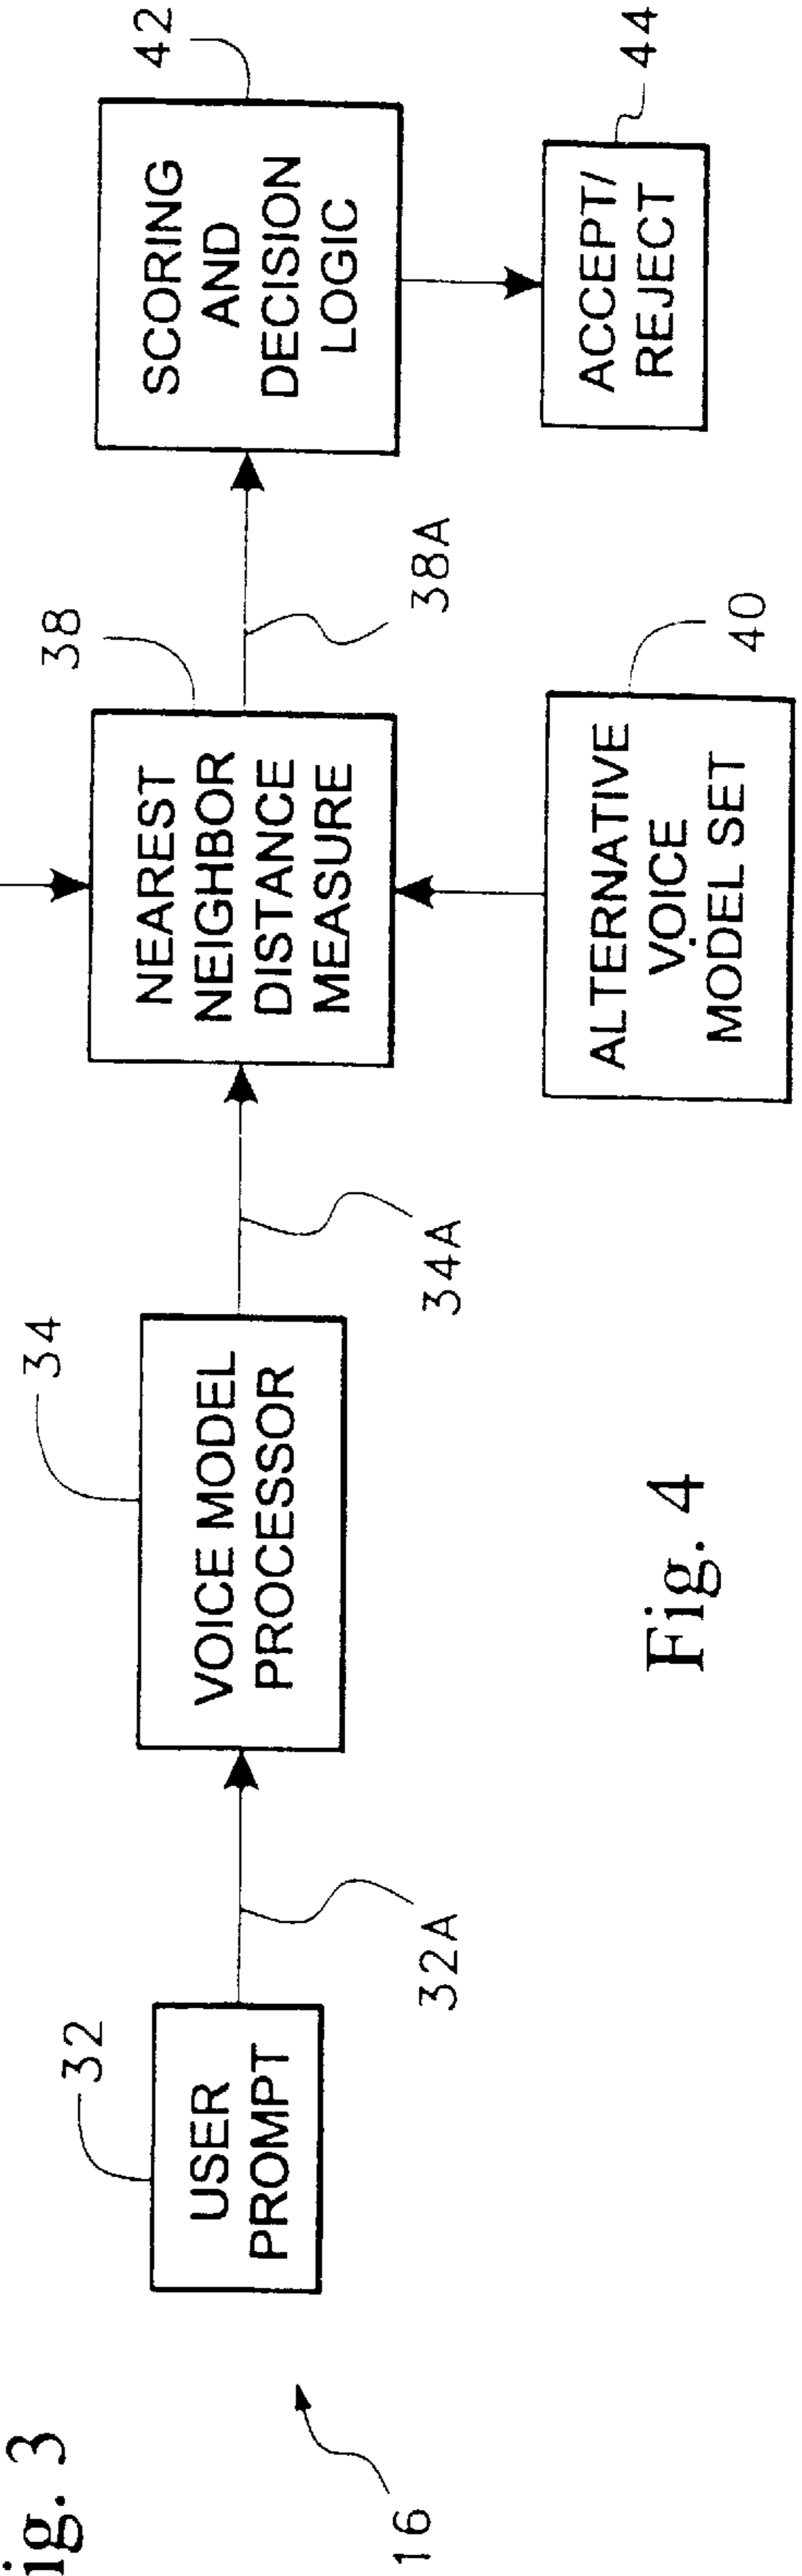 ig. 3
16
32
USER
PROMPT
32A
34
VOICE MODEL
PROCESSOR
34A
38
NEAREST
NEIGHBOR
DISTANCE
MEASURE
38A
40
ALTERNATIVE
VOICE
MODEL SET
42
SCORING
AND
DECISION
LOGIC
44
ACCEPT/
REJECT
Fig. 4